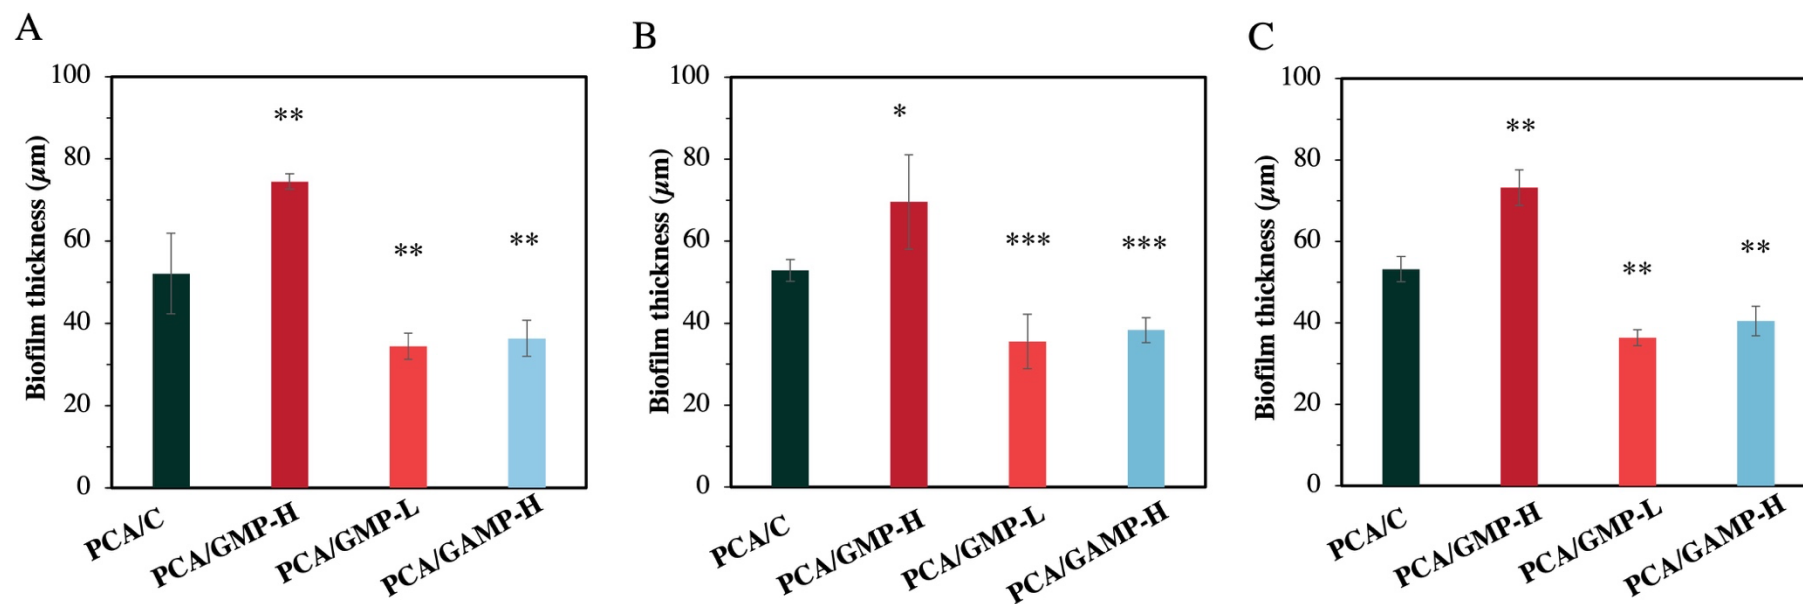 A
Biofilm thickness (µm)
100
80
60
40
20
0
**
**
**
PCA/C
PCA/GMP-H
PCA/GMP-L
PCA/GAMP-H
B
Biofilm thickness (µm)
100
80
60
40
20
0
*
***
***
PCA/C
PCA/GMP-H
PCA/GMP-L
PCA/GAMP-H
C
Biofilm thickness (µm)
100
80
60
40
20
0
**
**
**
PCA/C
PCA/GMP-H
PCA/GMP-L
PCA/GAMP-H